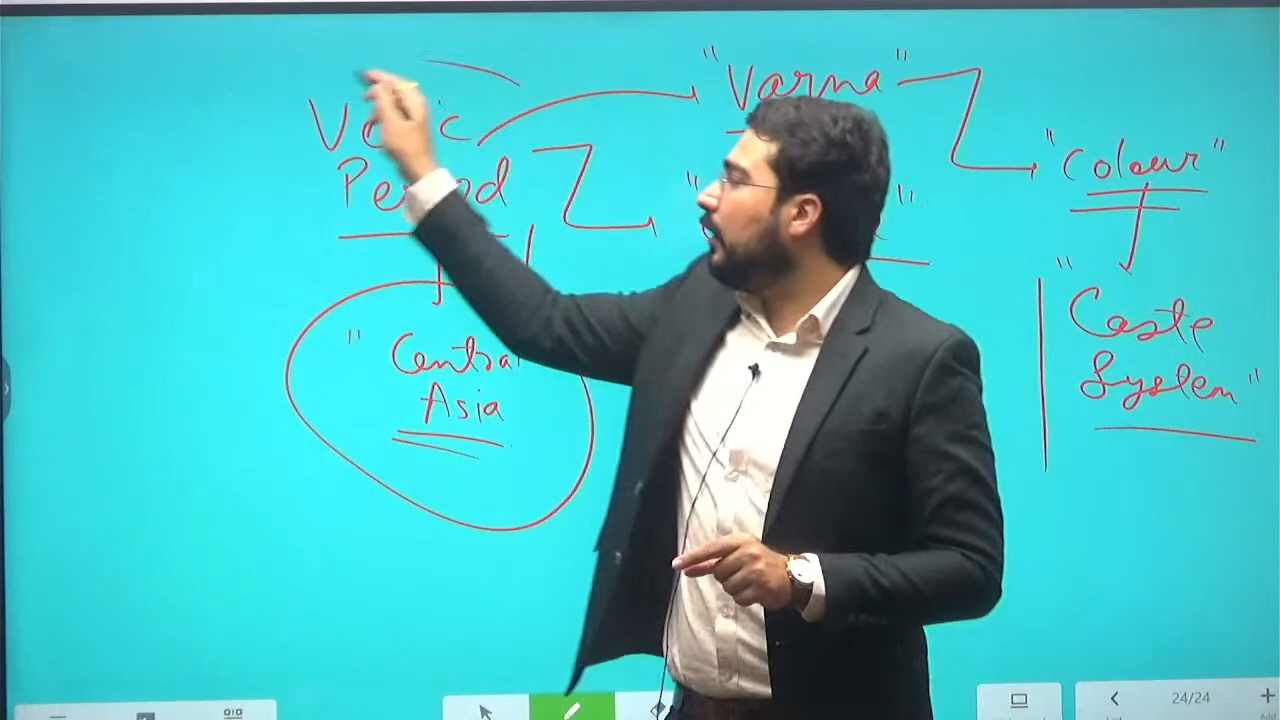 "Varna"
"Colour"
Period
"Central
Asia
"Caste
System"
24/24